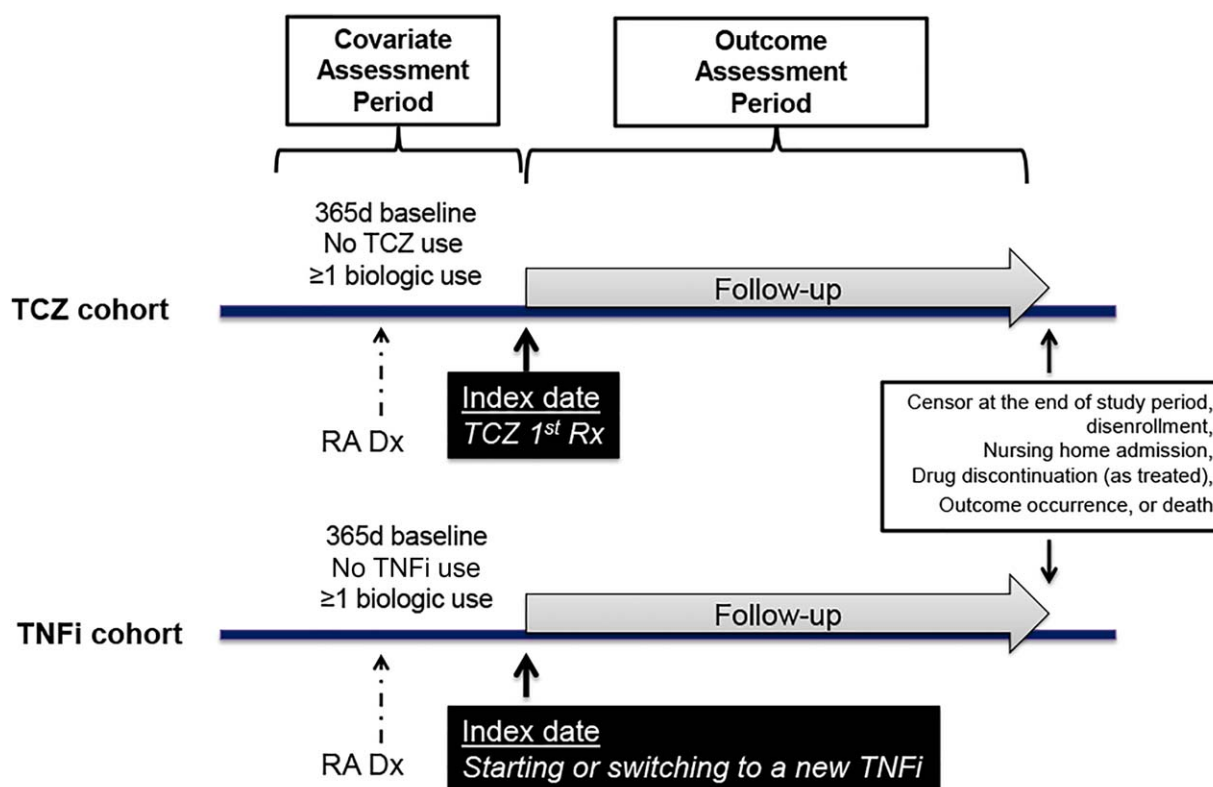 Covariate
Assessment
Period
Outcome
Assessment
Period
365d baseline
No TCZ use
≥1 biologic use
TCZ cohort
Follow-up
RA Dx
Index date
TCZ 1st Rx
Censor at the end of study period,
disenrollment,
Nursing home admission,
Drug discontinuation (as treated),
Outcome occurrence, or death
365d baseline
No TNFi use
≥1 biologic use
TNFi cohort
Follow-up
RA Dx
Index date
Starting or switching to a new TNFi